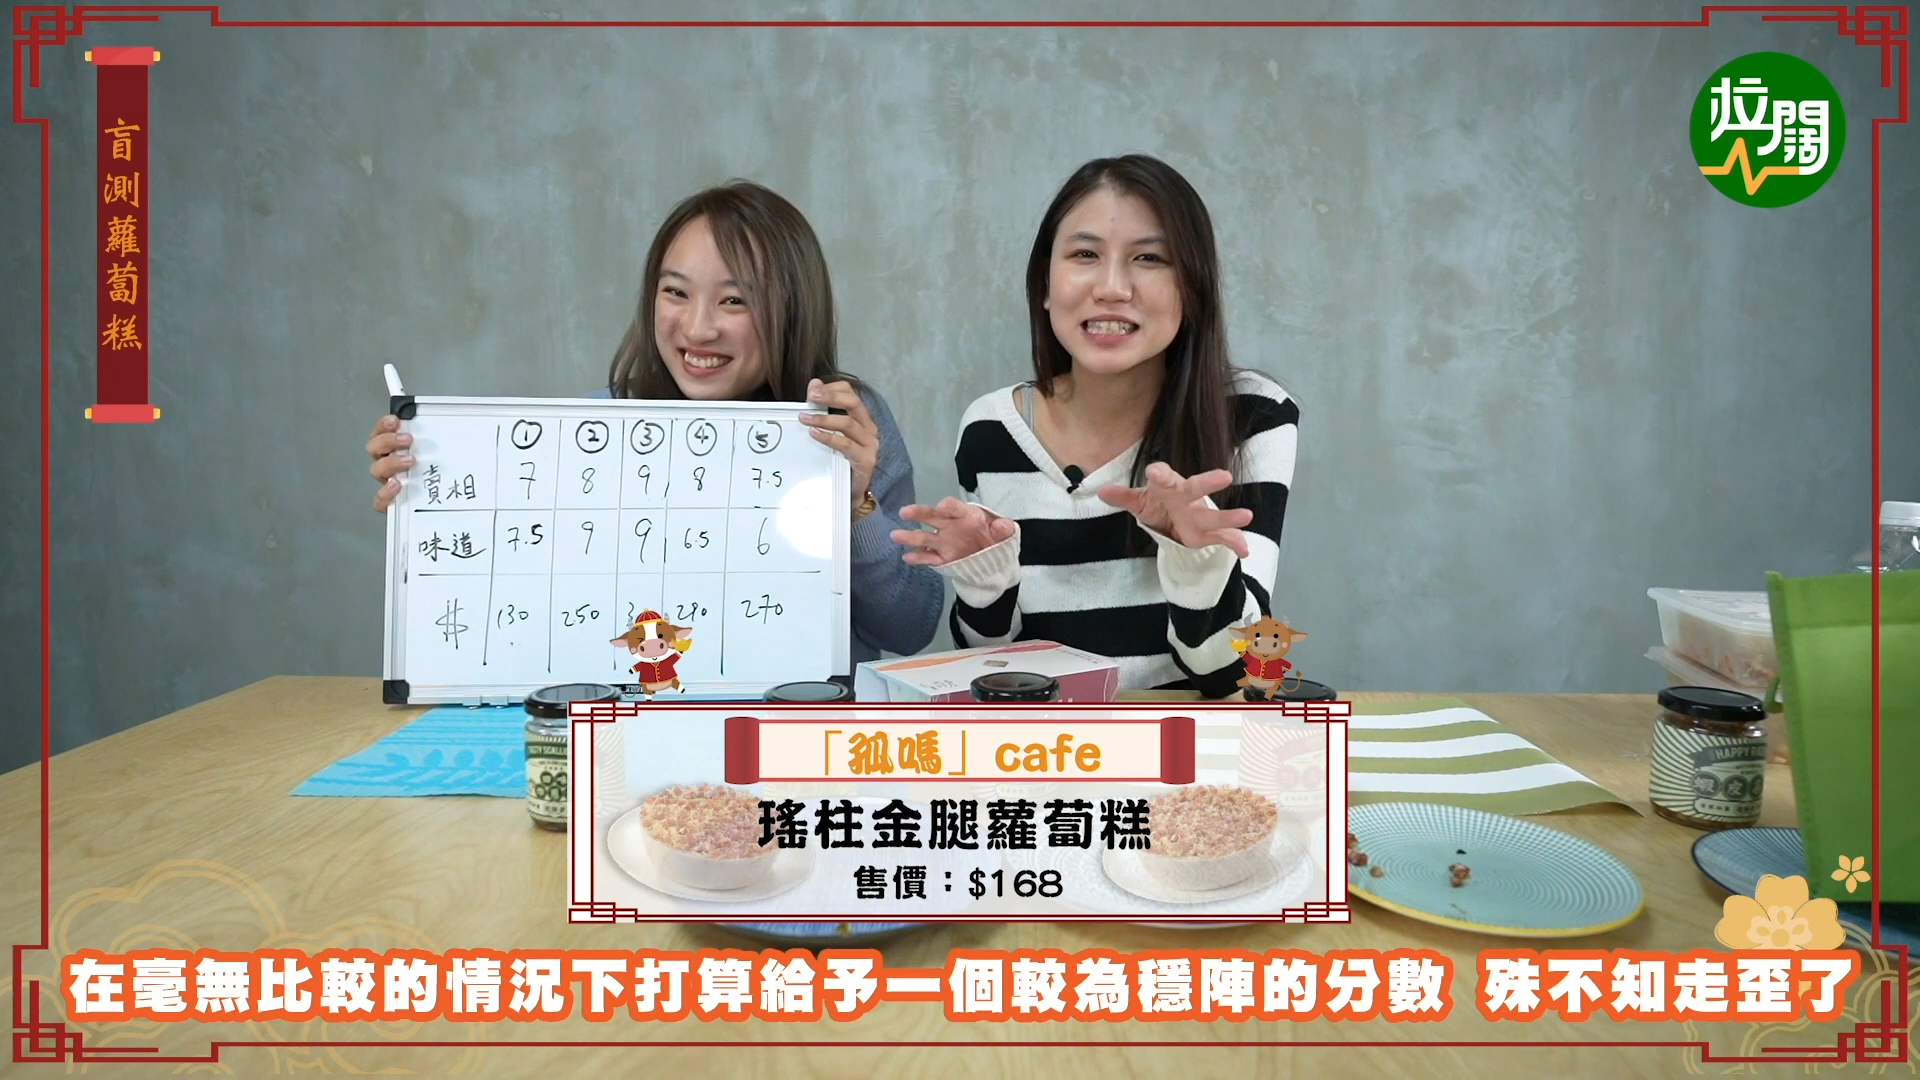 盲測蘿蔔糕
拉闊
① ② ③ ④ ⑤
賣相 7 8 9 8 7.5
味道 7.5 9 9 6.5 6
$ 130 250 270
「孤嗎」cafe
瑤柱金腿蘿蔔糕
售價：$168
HAPPY
在毫無比較的情況下打算給予一個較為穩陣的分數 殊不知走歪了